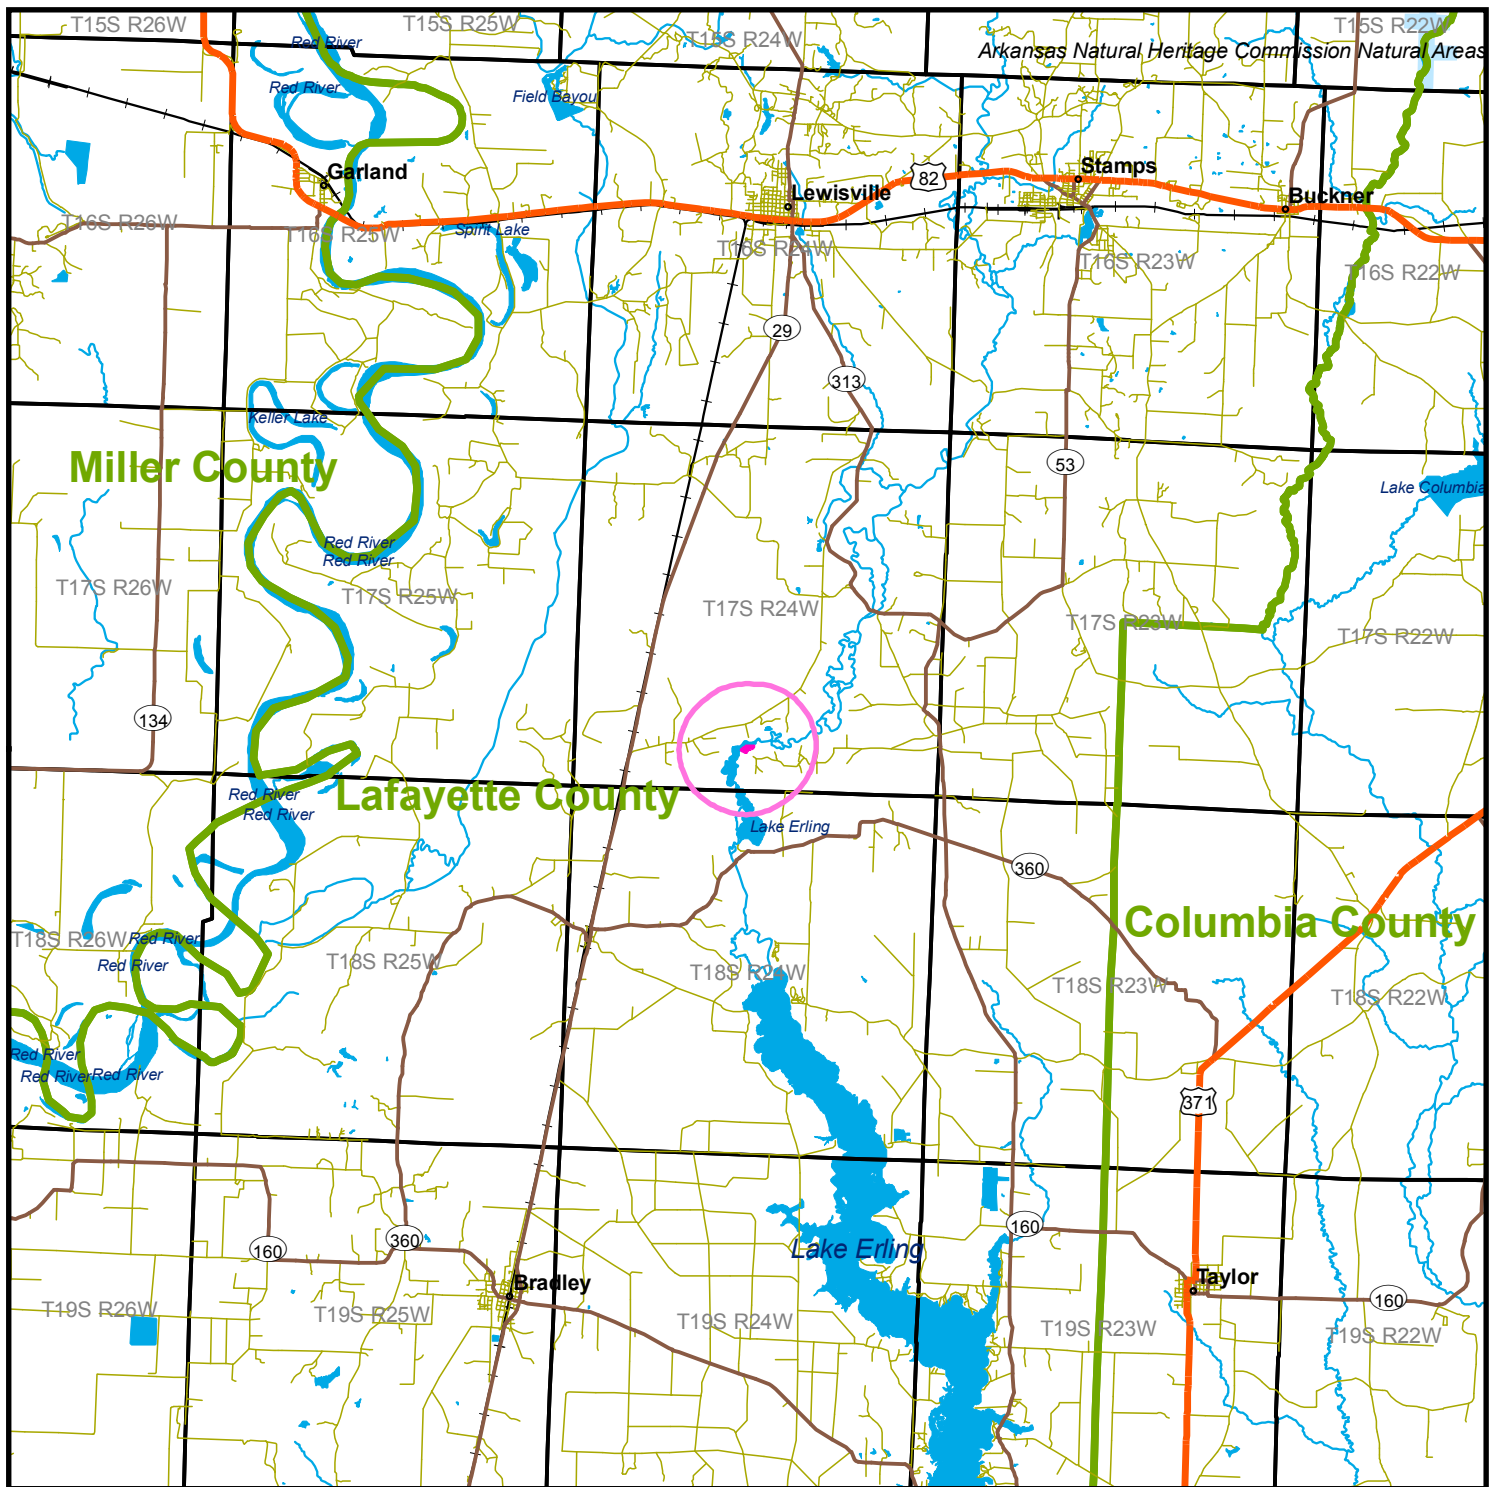 T15S R26W
T15S R25W
T15S R24W
T15S R22W
Red River
Arkansas Natural Heritage Commission Natural Areas
Red River
Field Bayou
Garland
Stamps
82
Lewisville
Buckner
T16S R26W
T16S R25W
Spirit Lake
T16S R24W
T16S R23W
T16S R22W
29
313
Keller Lake
Miller County
53
Lake Columbia
Red River
Red River
T17S R26W
T17S R25W
T17S R24W
T17S R23W
T17S R22W
134
Red River
Lafayette County
Red River
Lake Erling
360
Columbia County
T18S R26W
Red River
Red River
T18S R25W
T18S R24W
T18S R23W
T18S R22W
Red River
Red River
Red River
371
160
360
160
Lake Erling
Bradley
Taylor
160
T19S R26W
T19S R25W
T19S R24W
T19S R23W
T19S R22W